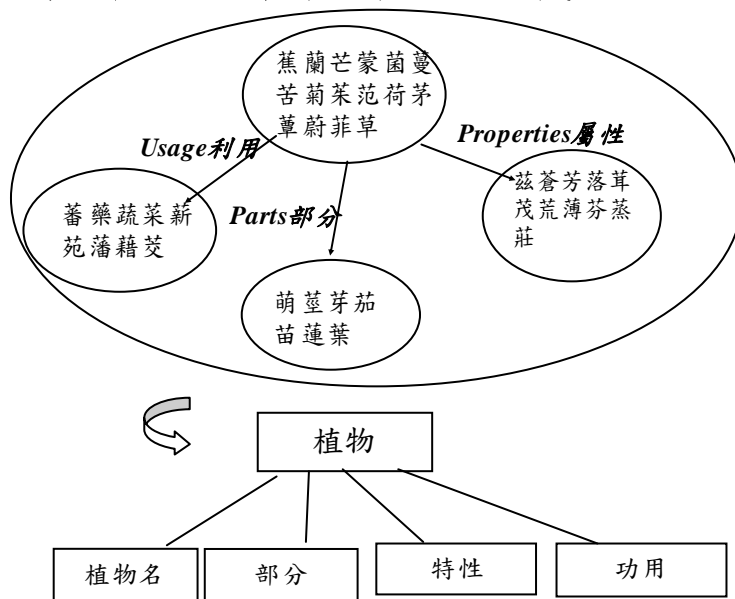 蕉蘭芒蒙菌蔓
苦菊茱范荷茅
蕈蔚菲草
Usage利用
Properties屬性
蕃藥蔬菜薪
苑藩藉茭
Parts部分
茲蒼芳落茸
茂荒薄芬蒸
莊
萌莖芽茄
苗蓮葉
植物
植物名
部分
特性
功用